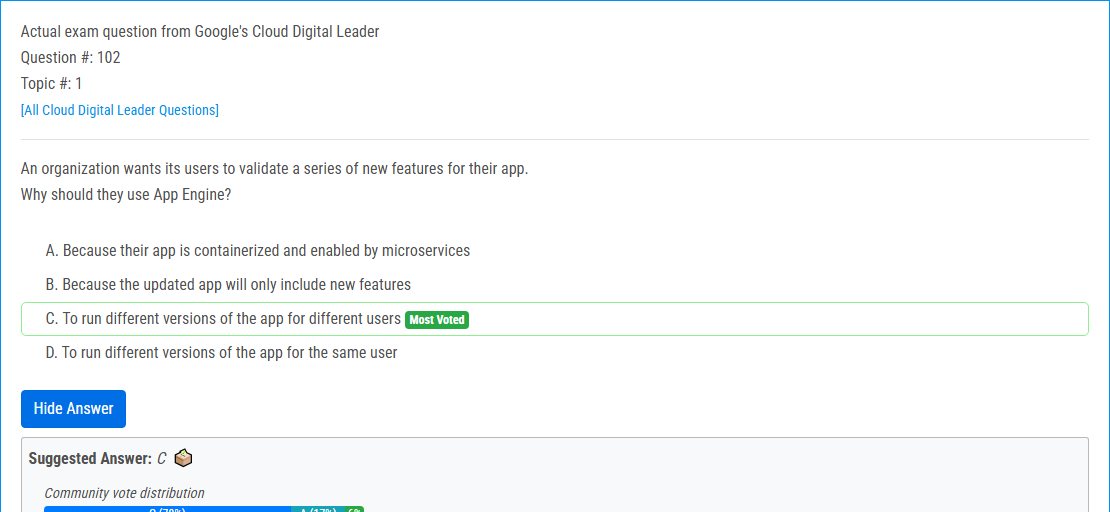 Actual exam question from Google's Cloud Digital Leader
Question #: 102
Topic #: 1
[All Cloud Digital Leader Questions]
An organization wants its users to validate a series of new features for their app.
Why should they use App Engine?
A. Because their app is containerized and enabled by microservices
B. Because the updated app will only include new features
C. To run different versions of the app for different users Most Voted
D. To run different versions of the app for the same user
Hide Answer
Suggested Answer: C
Community vote distribution